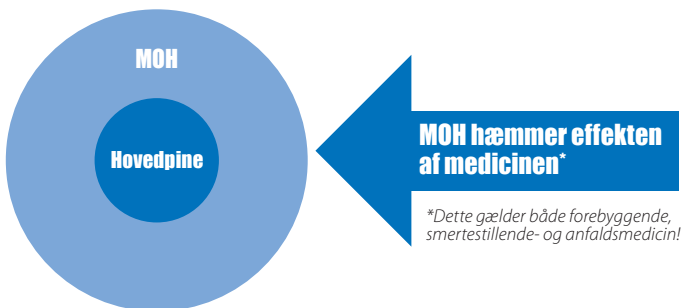 MOH
Hovedpine
MOH hæmmer effekten
af medicinen*
*Dette gælder både forebyggende,
smertestillende- og anfaldsmedicin!